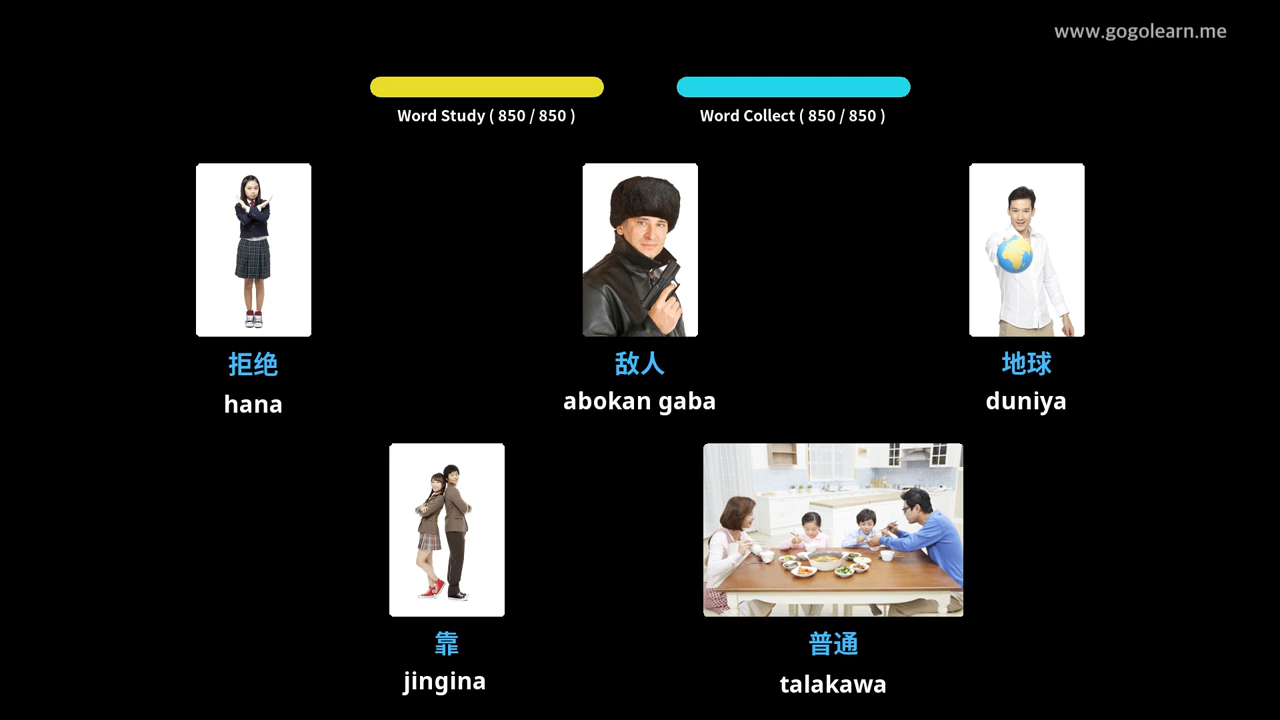 www.gogolearn.me
Word Study ( 850 / 850 )
Word Collect ( 850 / 850 )
拒绝
hana
敌人
abokan gaba
地球
duniya
靠
jingina
普通
talakawa